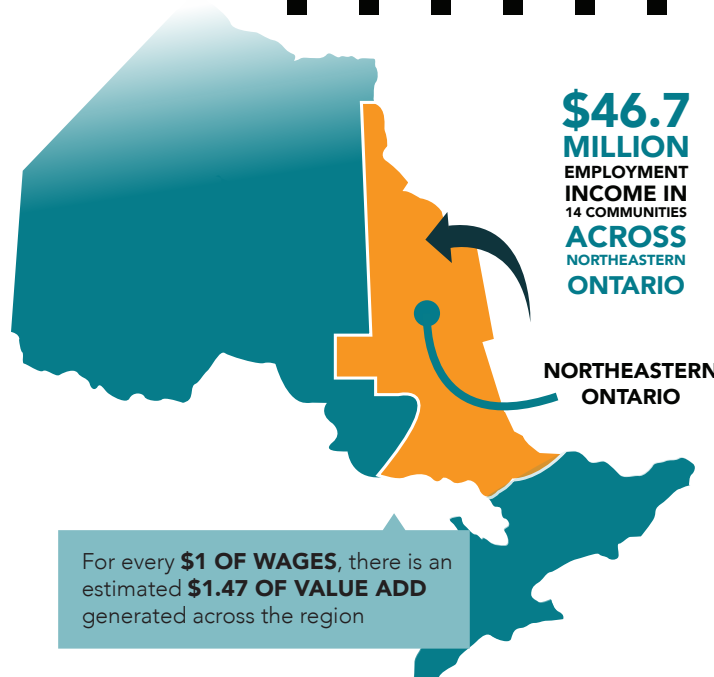 $46.7
MILLION
EMPLOYMENT
INCOME IN
14 COMMUNITIES
ACROSS
NORTHEASTERN
ONTARIO
NORTHEASTERN
ONTARIO
For every $1 OF WAGES, there is an
estimated $1.47 OF VALUE ADD
generated across the region